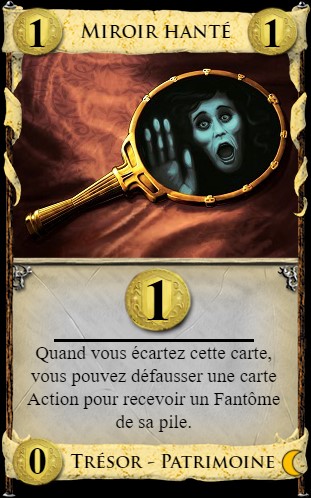 1 MIROIR HANTÉ 1
1
Quand vous écartez cette carte,
vous pouvez défausser une carte
Action pour recevoir un Fantôme
de sa pile.
0 TRÉSOR - PATRIMOINE